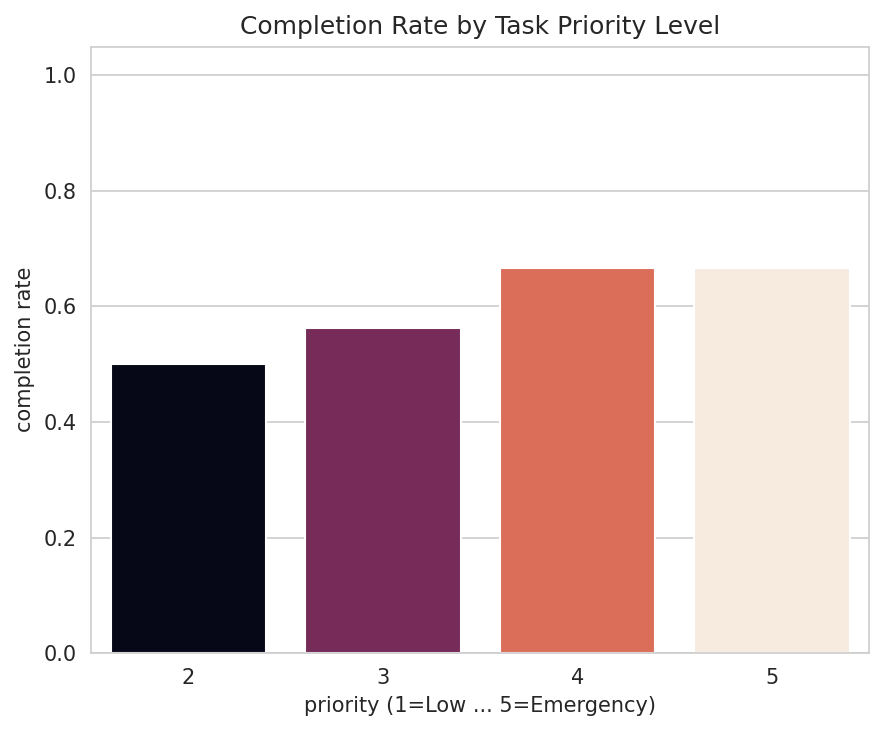 Completion Rate by Task Priority Level
completion rate
1.0
0.8
0.6
0.4
0.2
0.0
2 3 4 5
priority (1=Low ... 5=Emergency)